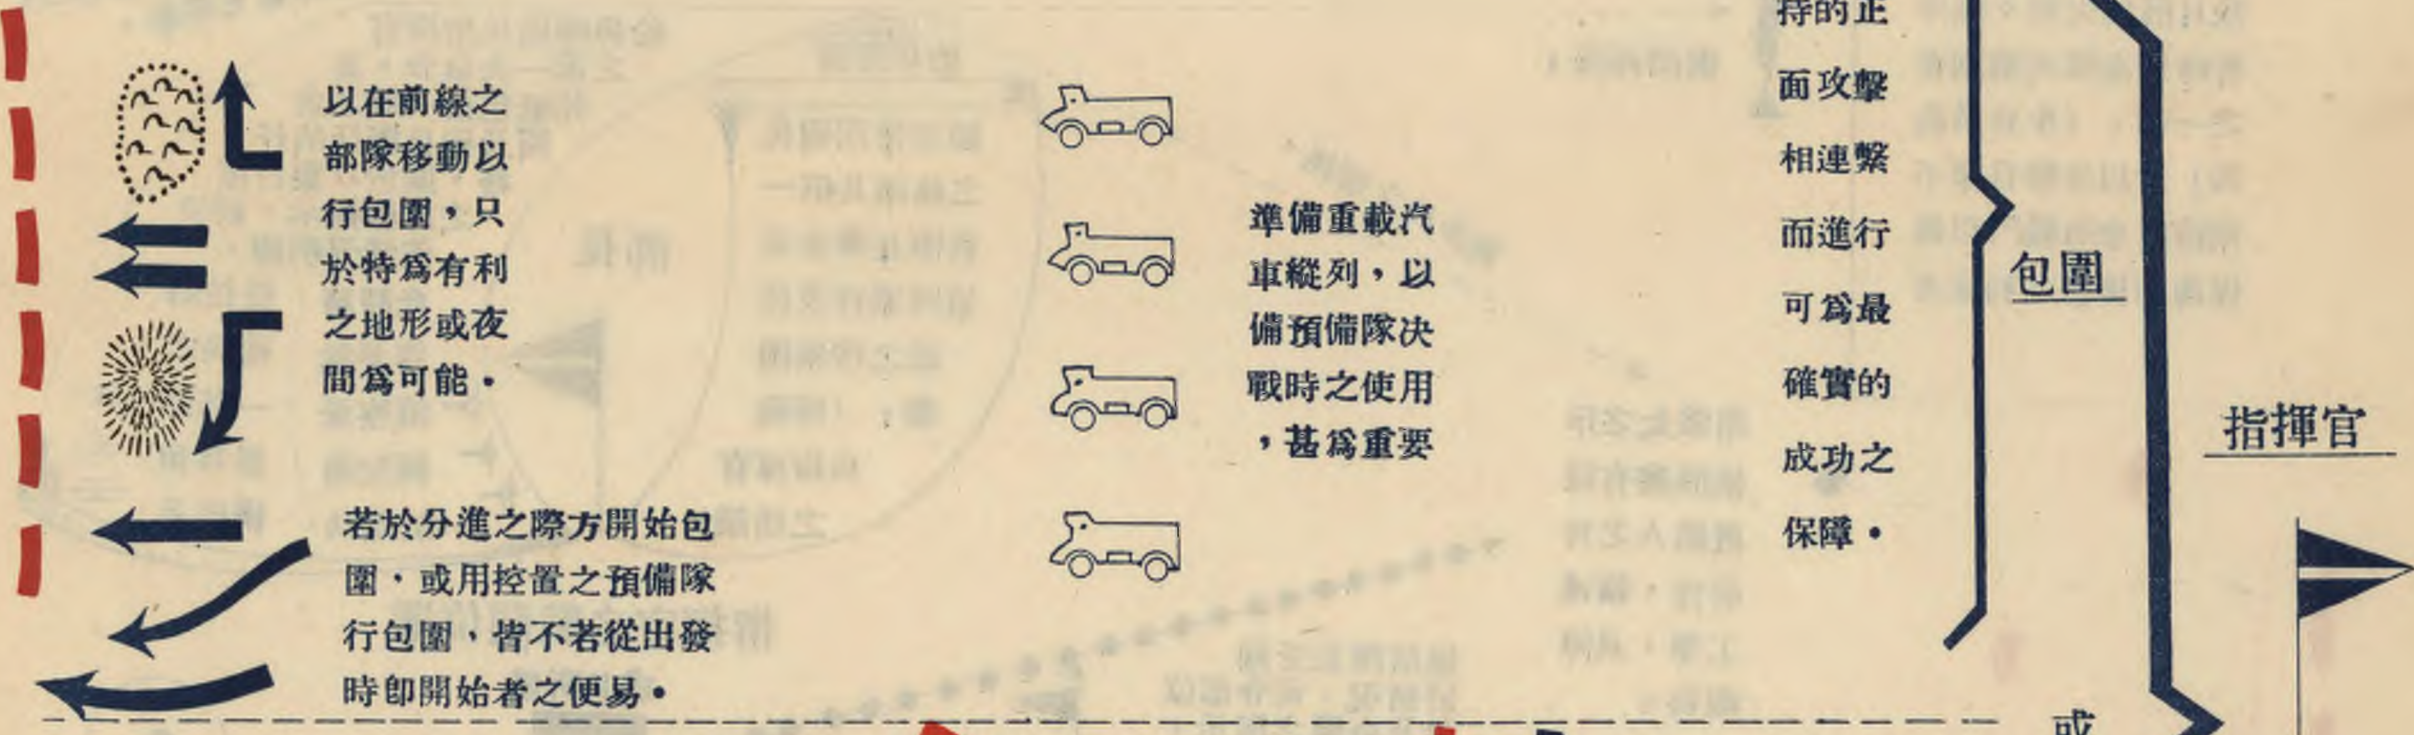 以在前線之
部隊移動以
行包圍，只
於特爲有利
之地形或夜
間爲可能．
若於分進之際方開始包
圍，或用控置之預備隊
行包圍，皆不若從出發
時卽開始者之便易．
準備重載汽
車縱列，以
備預備隊决
戰時之使用
，甚爲重要
持的正
面攻擊
相連繫
而進行
可爲最
確實的
成功之
保障．
包圍
指揮官
或